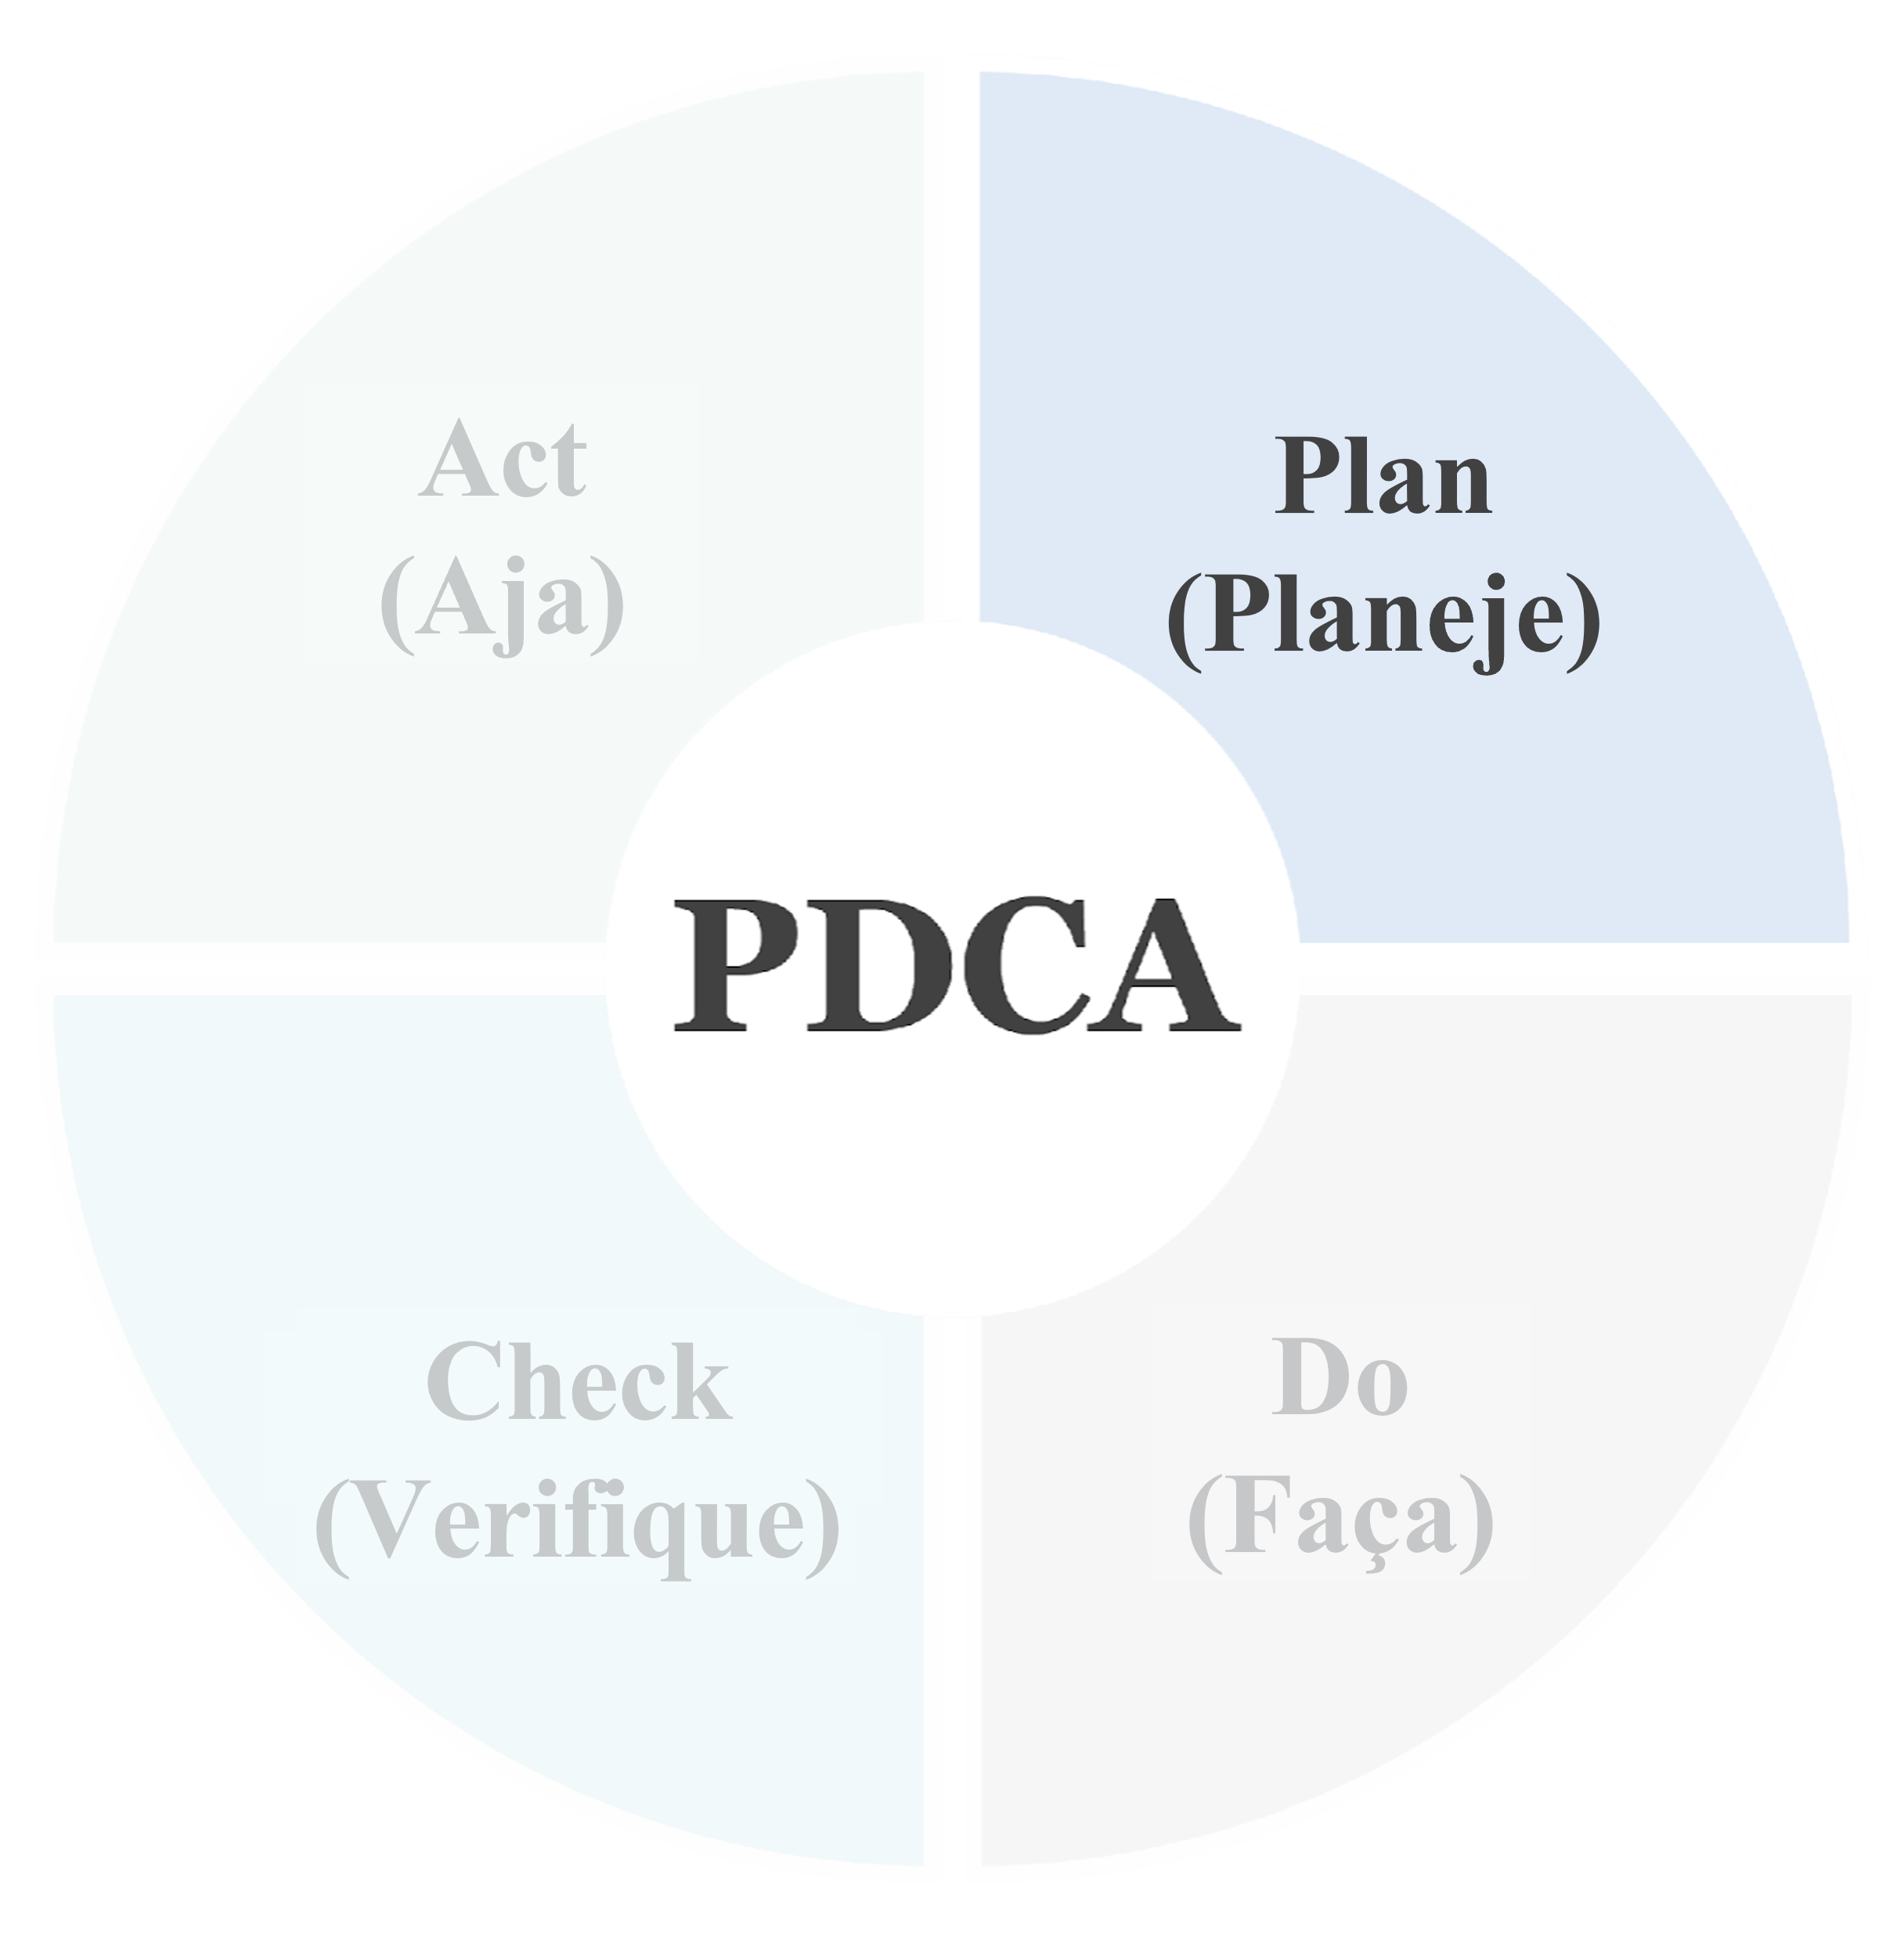 Act
(Aja)
Plan
(Planeje)
PDCA
Check
(Verifique)
Do
(Faça)